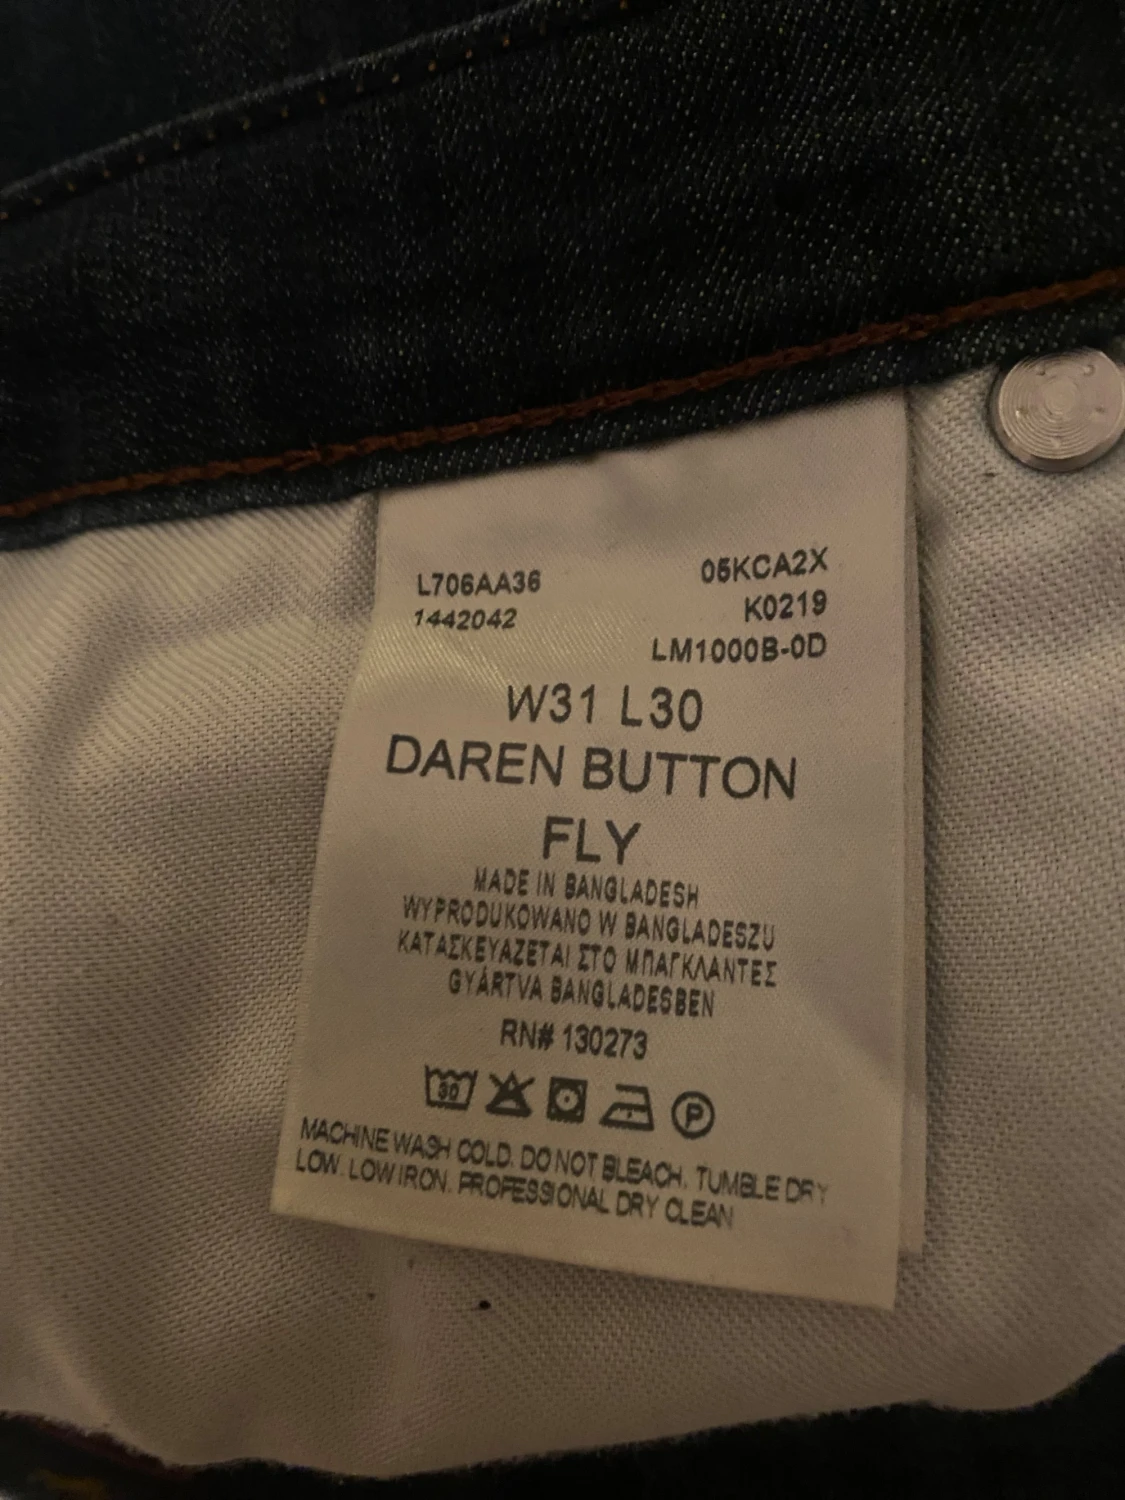 L706AA36
1442042
05KCA2X
K0219
LM1000B-0D
W31 L30
DAREN BUTTON
FLY
MADE IN BANGLADESH
WYPRODUKOWANO W BANGLADESZU
ΚΑΤΑΣΚΕΥΑΖΕΤΑΙ ΣΤΟ ΜΠΑΓΚΛΑΝΤΕΣ
GYÁRTVA BANGLADESBEN
RN# 130273
30 P
MACHINE WASH COLD. DO NOT BLEACH. TUMBLE DRY
LOW. LOW IRON. PROFESSIONAL DRY CLEAN